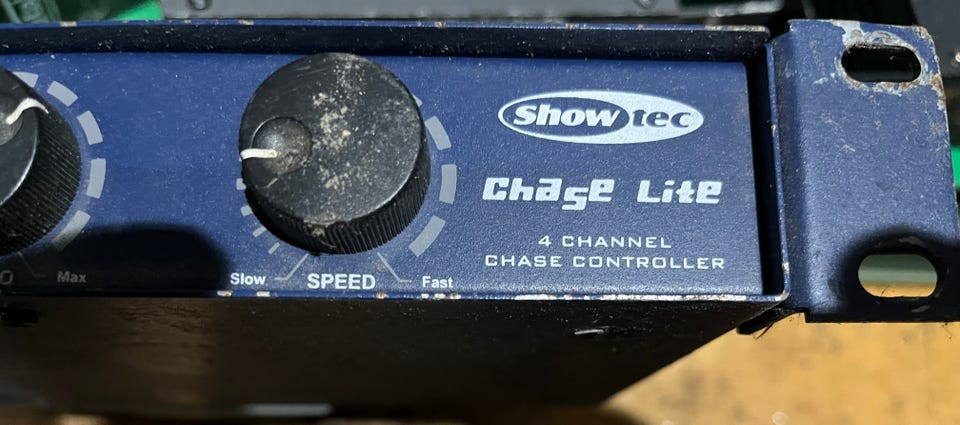 Showtec
Chase Lite
4 CHANNEL
CHASE CONTROLLER
Max
Slow SPEED Fast